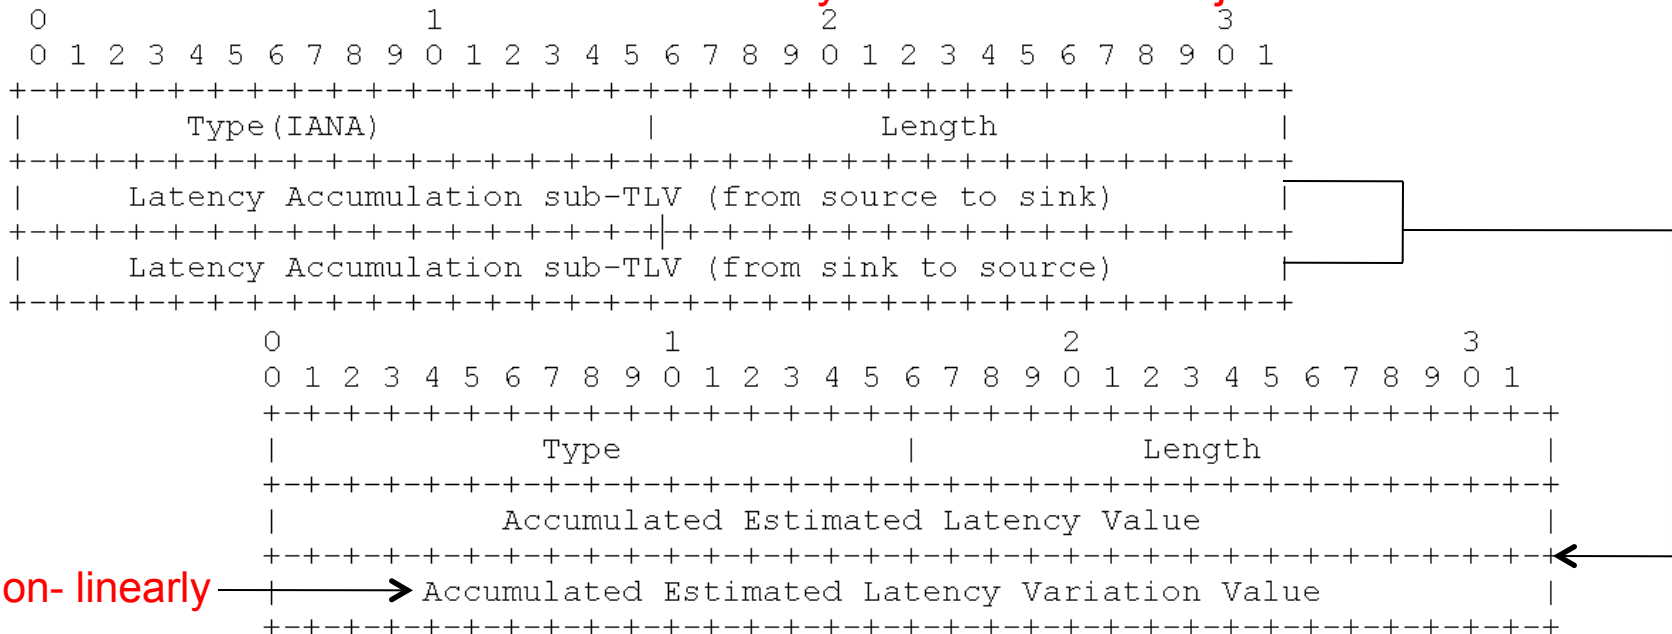 0 1 2 3
0 1 2 3 4 5 6 7 8 9 0 1 2 3 4 5 6 7 8 9 0 1 2 3 4 5 6 7 8 9 0 1
+-+-+-+-+-+-+-+-+-+-+-+-+-+-+-+-+-+-+-+-+-+-+-+-+-+-+-+-+-+-+-+-+
| Type(IANA) | Length |
+-+-+-+-+-+-+-+-+-+-+-+-+-+-+-+-+-+-+-+-+-+-+-+-+-+-+-+-+-+-+-+-+
| Latency Accumulation sub-TLV (from source to sink) |
+-+-+-+-+-+-+-+-+-+-+-+-+-+-+-+-+-+-+-+-+-+-+-+-+-+-+-+-+-+-+-+-+
| Latency Accumulation sub-TLV (from sink to source) |
+-+-+-+-+-+-+-+-+-+-+-+-+-+-+-+-+-+-+-+-+-+-+-+-+-+-+-+-+-+-+-+-+
0 1 2 3
0 1 2 3 4 5 6 7 8 9 0 1 2 3 4 5 6 7 8 9 0 1 2 3 4 5 6 7 8 9 0 1
+-+-+-+-+-+-+-+-+-+-+-+-+-+-+-+-+-+-+-+-+-+-+-+-+-+-+-+-+-+-+-+-+
| Type | Length |
+-+-+-+-+-+-+-+-+-+-+-+-+-+-+-+-+-+-+-+-+-+-+-+-+-+-+-+-+-+-+-+-+
| Accumulated Estimated Latency Value |
+-+-+-+-+-+-+-+-+-+-+-+-+-+-+-+-+-+-+-+-+-+-+-+-+-+-+-+-+-+-+-+-+
on- linearly | Accumulated Estimated Latency Variation Value |
+-+-+-+-+-+-+-+-+-+-+-+-+-+-+-+-+-+-+-+-+-+-+-+-+-+-+-+-+-+-+-+-+